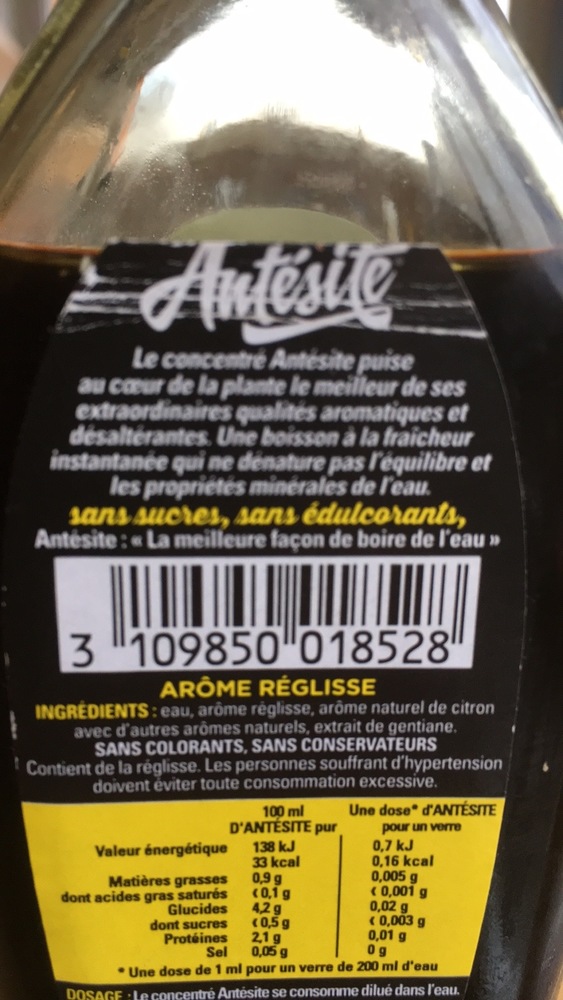 Antésite
Le concentré Antésite puise
au cœur de la plante le meilleur de ses
extraordinaires qualités aromatiques et
désaltérantes. Une boisson à la fraîcheur
instantanée qui ne dénature pas l'équilibre et
les propriétés minérales de l'eau.
sans sucres, sans édulcorants,
Antésite : « La meilleure façon de boire de l'eau »
3 109850 018528
ARÔME RÉGLISSE
INGRÉDIENTS : eau, arôme réglisse, arôme naturel de citron
avec d'autres arômes naturels, extrait de gentiane.
SANS COLORANTS, SANS CONSERVATEURS
Contient de la réglisse. Les personnes souffrant d'hypertension
doivent éviter toute consommation excessive.
100 ml Une dose* d'ANTÉSITE
D'ANTÉSITE pur pour un verre
Valeur énergétique 138 kJ 0,7 kJ
33 kcal 0,16 kcal
Matières grasses 0,9 g 0,005 g
dont acides gras saturés <0,1 g < 0,001 g
Glucides 4,2 g 0,02 g
dont sucres <0,5 g < 0,003 g
Protéines 2,1 g 0,01 g
Sel 0,05 g 0 g
* Une dose de 1 ml pour un verre de 200 ml d'eau
DOSAGE : Le concentré Antésite se consomme dilué dans l'eau.